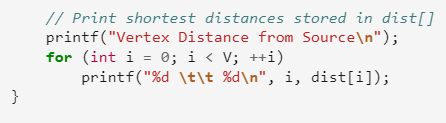 // Print shortest distances stored in dist[]
printf("Vertex Distance from Source\n");
for (int i = 0; i < V; ++i)
printf("%d \t\t %d\n", i, dist[i]);
}